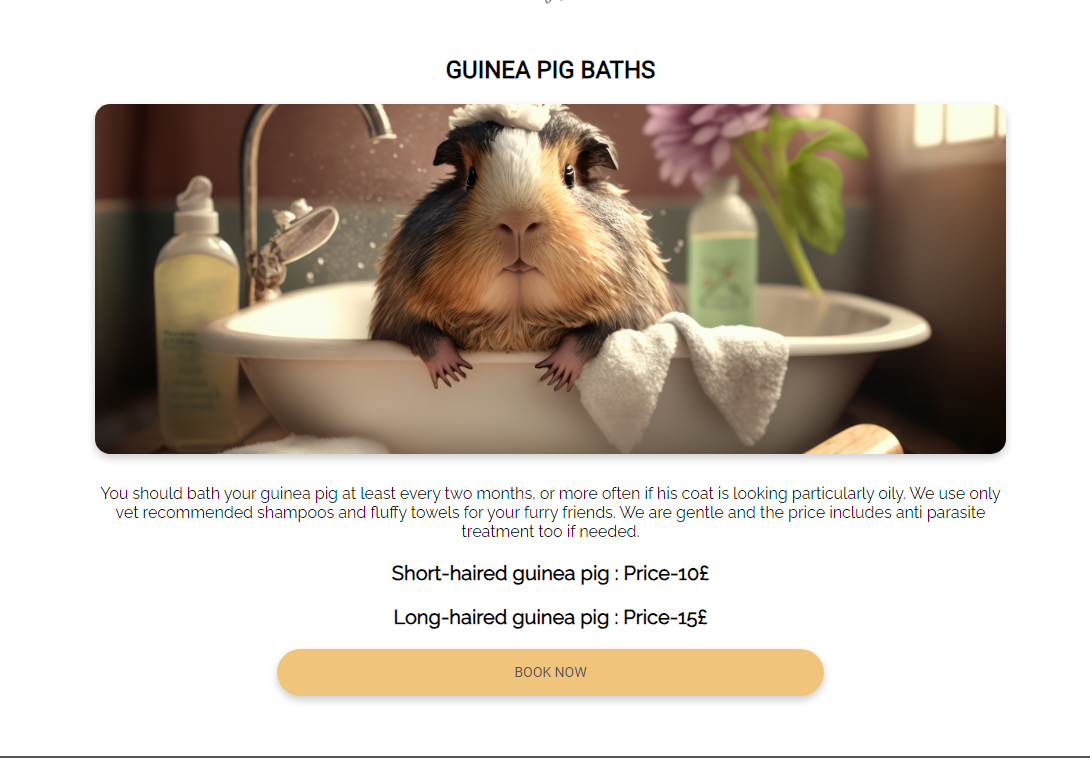 GUINEA PIG BATHS
You should bath your guinea pig at least every two months, or more often if his coat is looking particularly oily. We use only
vet recommended shampoos and fluffy towels for your furry friends. We are gentle and the price includes anti parasite
treatment too if needed.
Short-haired guinea pig : Price-10£
Long-haired guinea pig : Price-15£
BOOK NOW